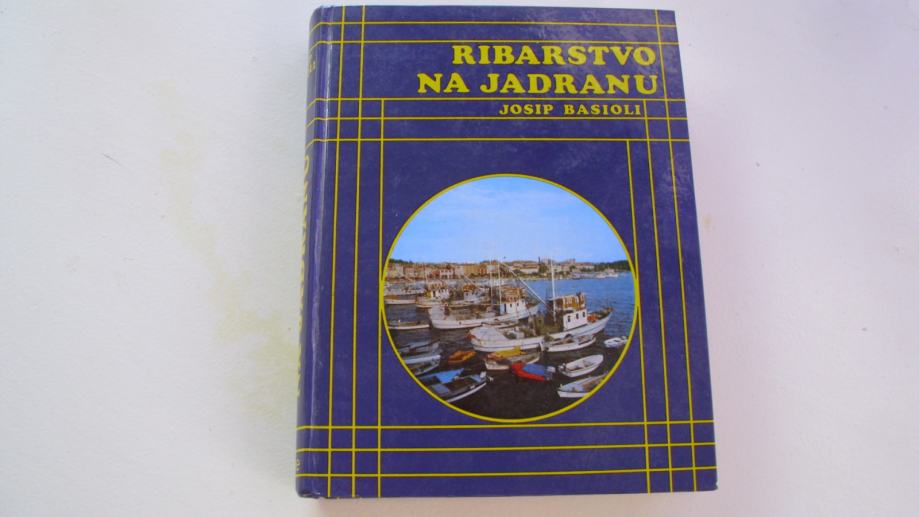 RIBARSTVO
NA JADRANU
JOSIP BASIOLI